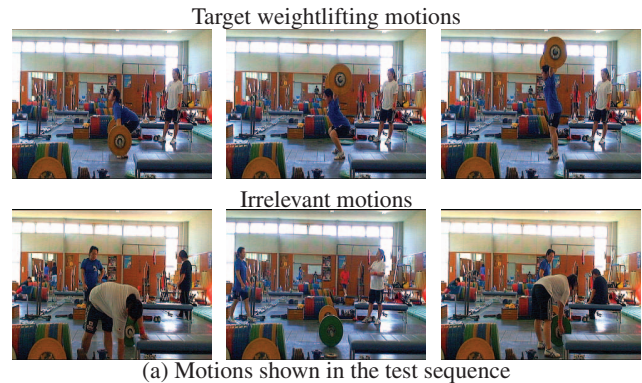 Target weightlifting motions
Irrelevant motions
(a) Motions shown in the test sequence